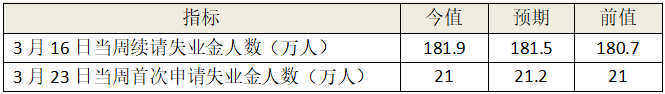 指标 今值 预期 前值
3月16日当周续请失业金人数（万人） 181.9 181.5 180.7
3月23日当周首次申请失业金人数（万人） 21 21.2 21